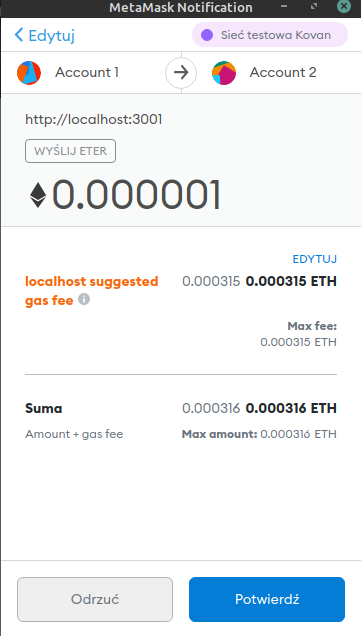 MetaMask Notification
Edytuj
Sieć testowa Kovan
Account 1
Account 2
http://localhost:3001
WYŚLIJ ETER
0.000001
EDYTUJ
localhost suggested 0.000315 0.000315 ETH
gas fee
Max fee:
0.000315 ETH
Suma 0.000316 0.000316 ETH
Amount + gas fee Max amount: 0.000316 ETH
Odrzuć
Potwierdź